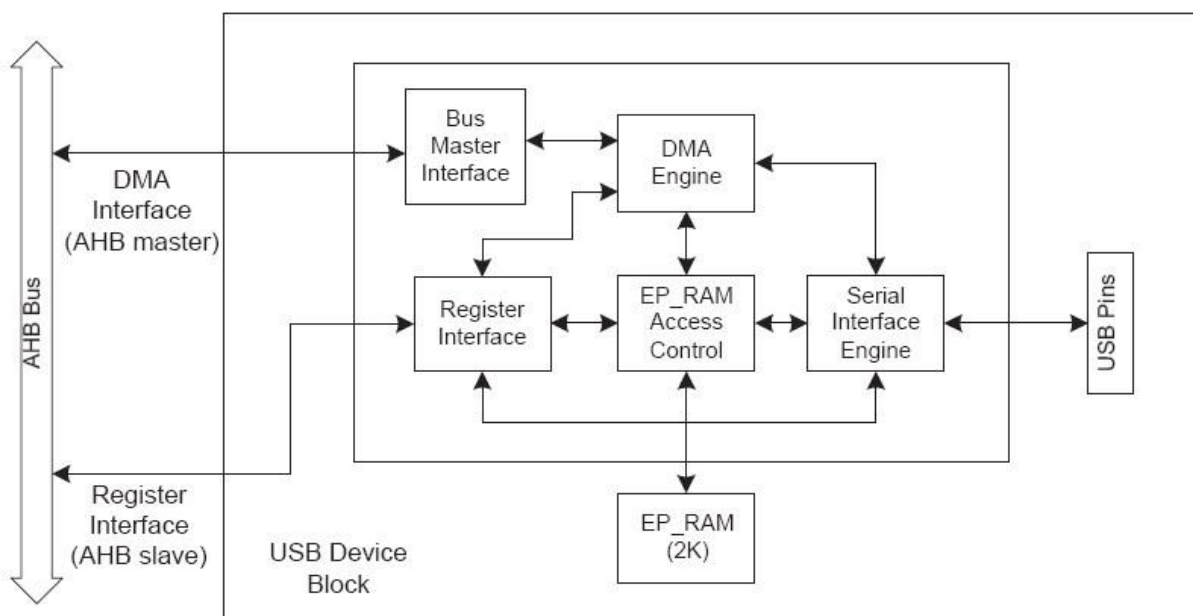 Bus
Master
Interface
DMA
Engine
DMA
Interface
(AHB master)
AHB Bus
Register
Interface
EP_RAM
Access
Control
Serial
Interface
Engine
USB Pins
Register
Interface
(AHB slave)
EP_RAM
(2K)
USB Device
Block